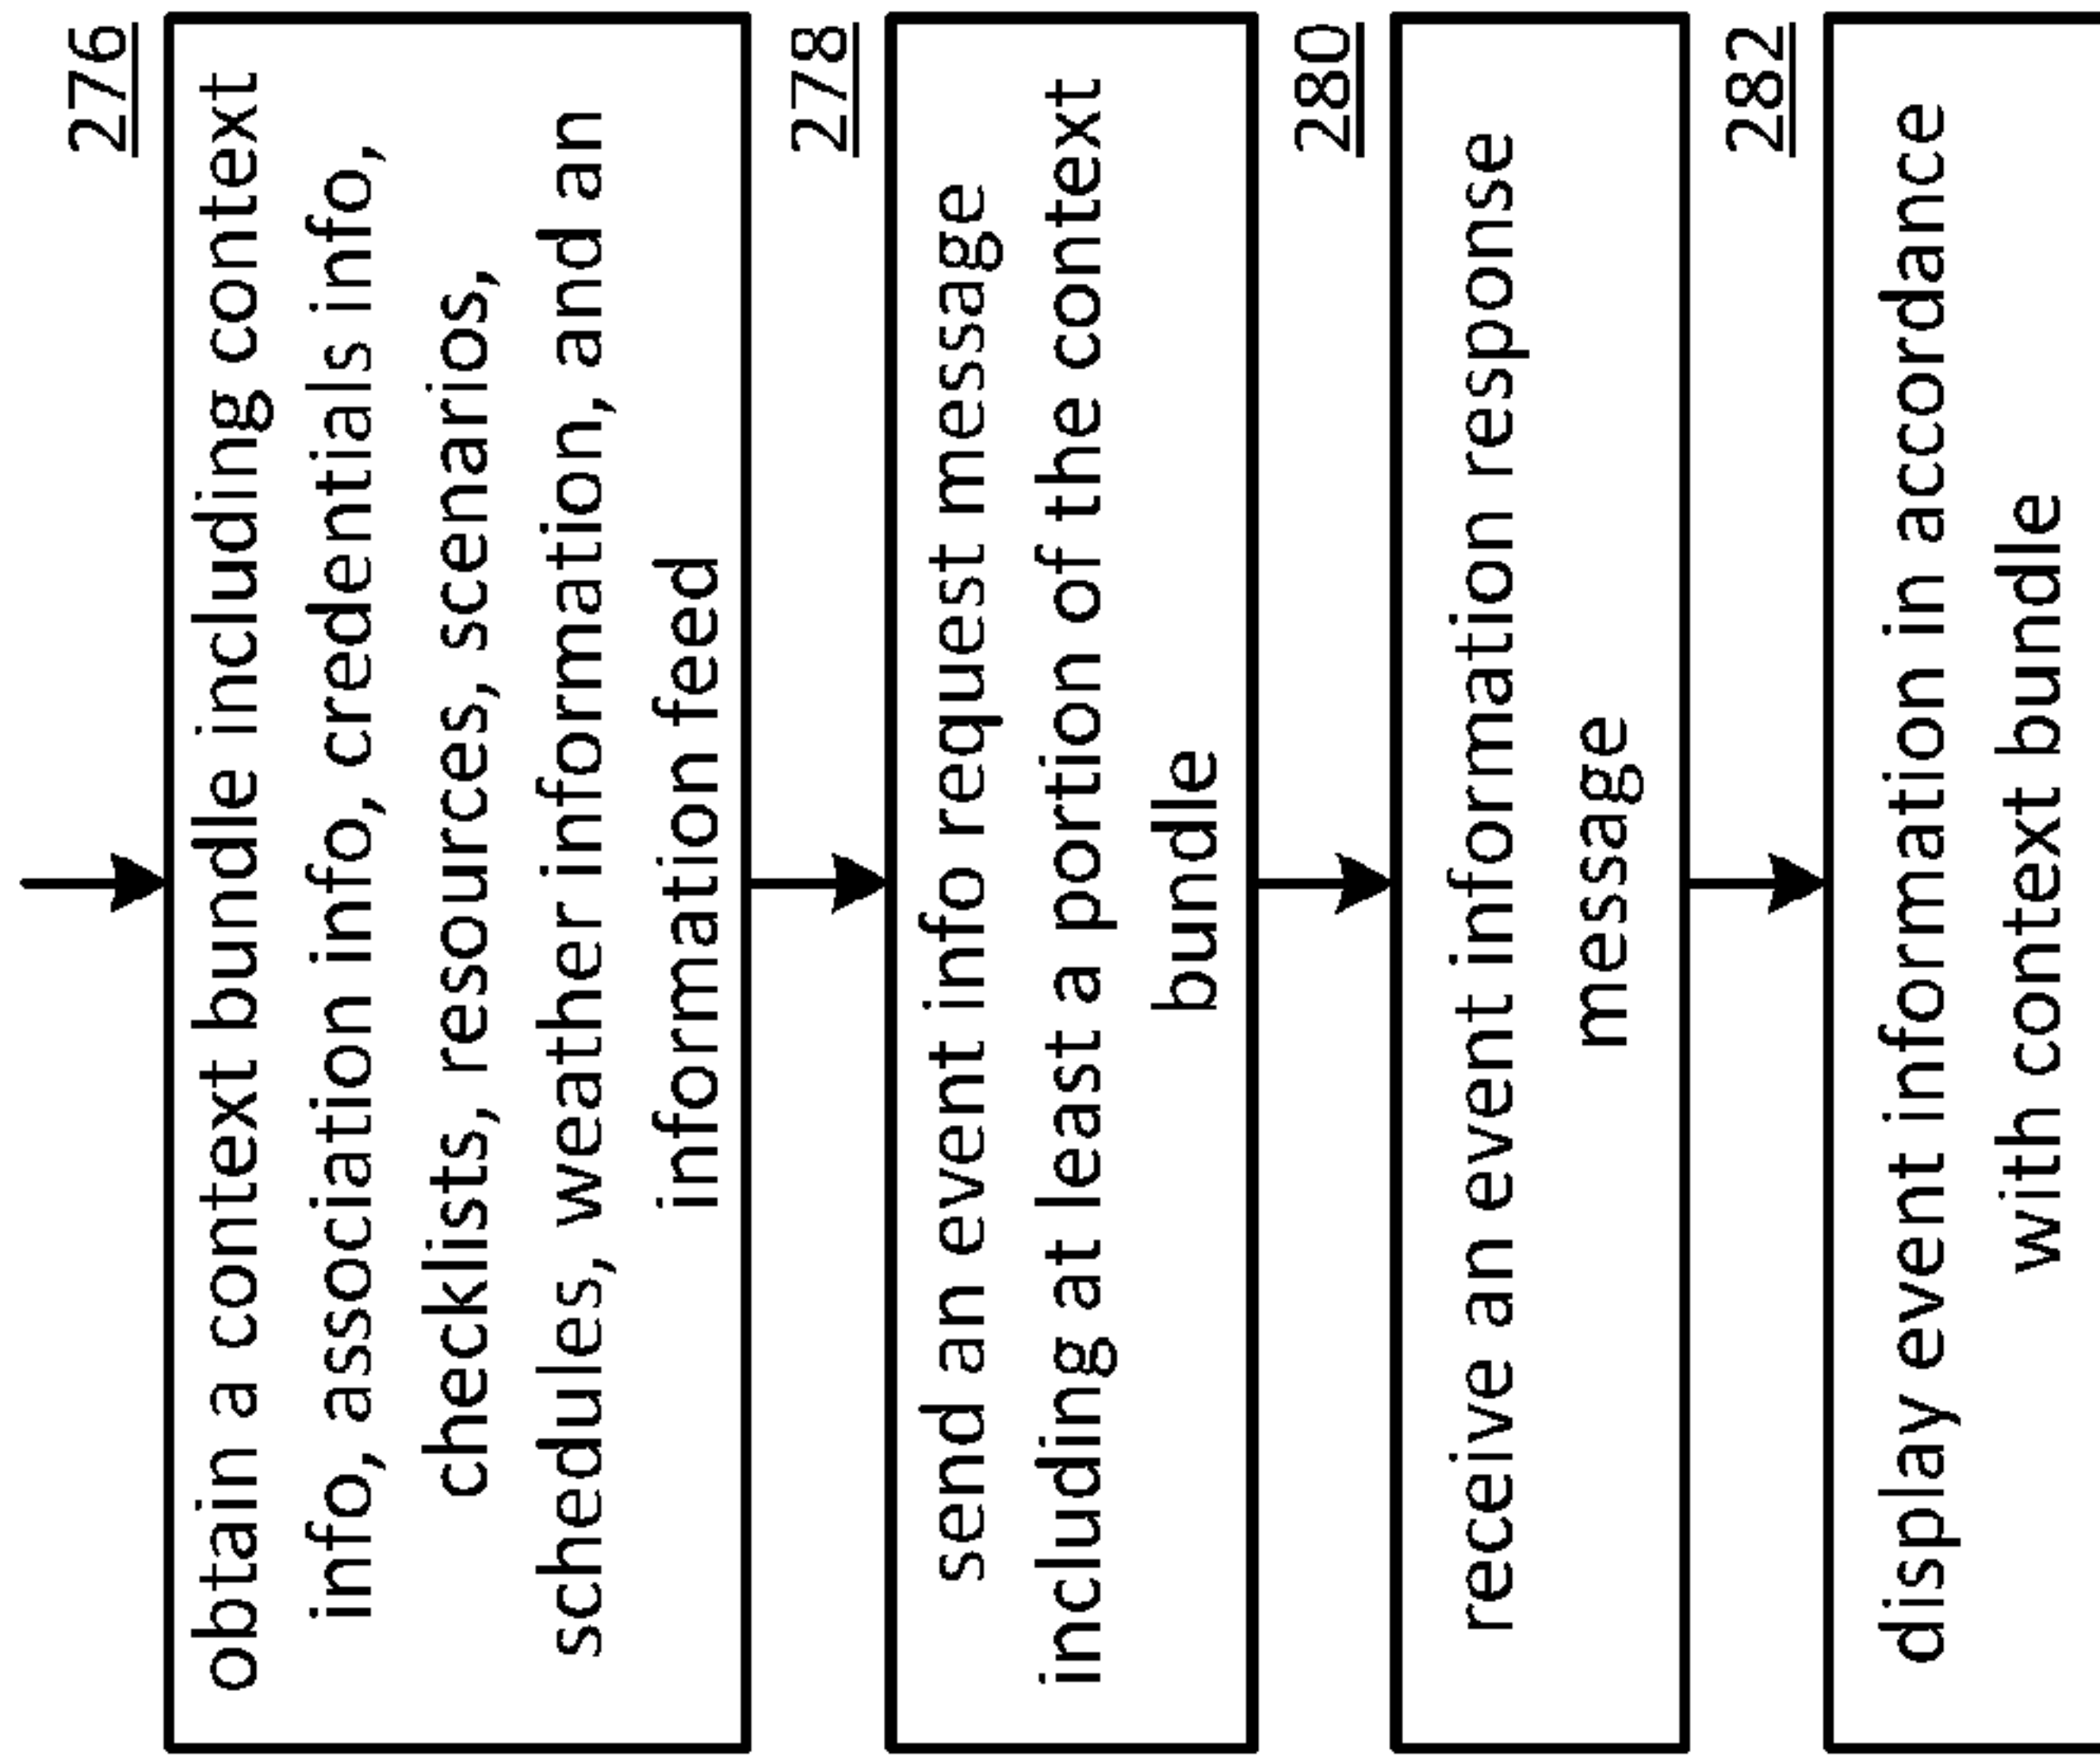 276
obtain a context bundle including context
info, association info, credentials info,
checklists, resources, scenarios,
schedules, weather information, and an
information feed
278
send an event info request message
including at least a portion of the context
bundle
280
receive an event information response
message
282
display event information in accordance
with context bundle